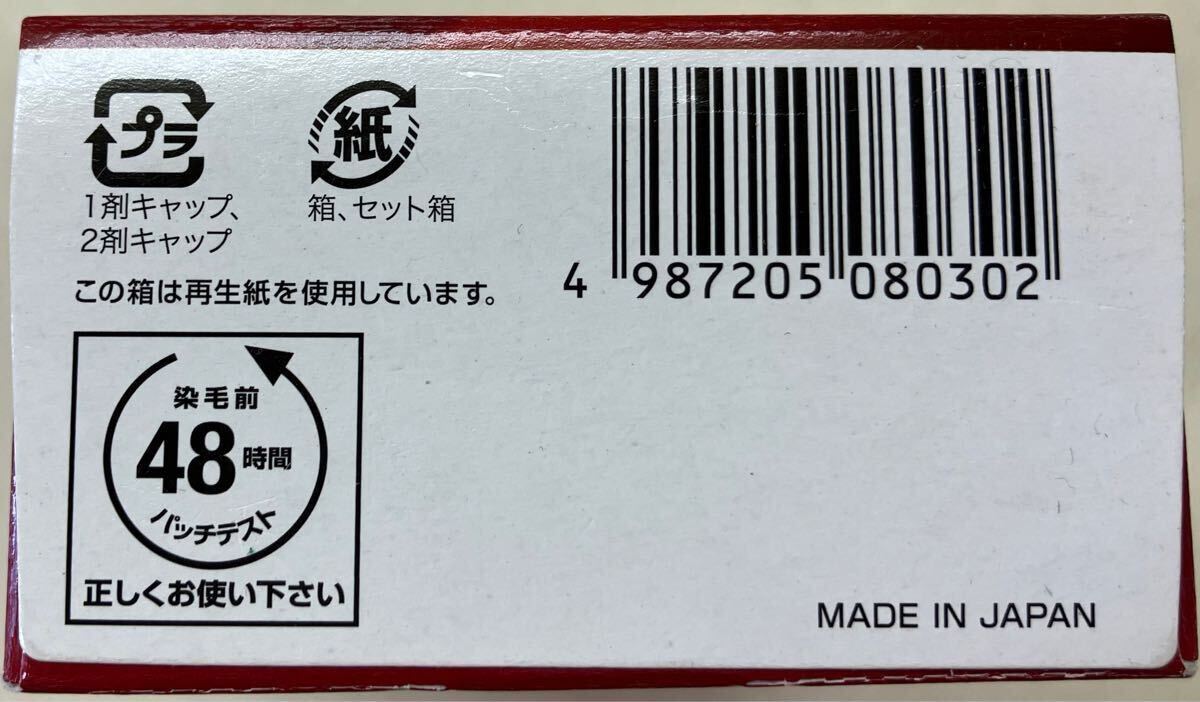 プラ
1剤キャップ、
2剤キャップ
紙
箱、セット箱
この箱は再生紙を使用しています。
4 987205 080302
染毛前
48時間
パッチテスト
正しくお使い下さい
MADE IN JAPAN